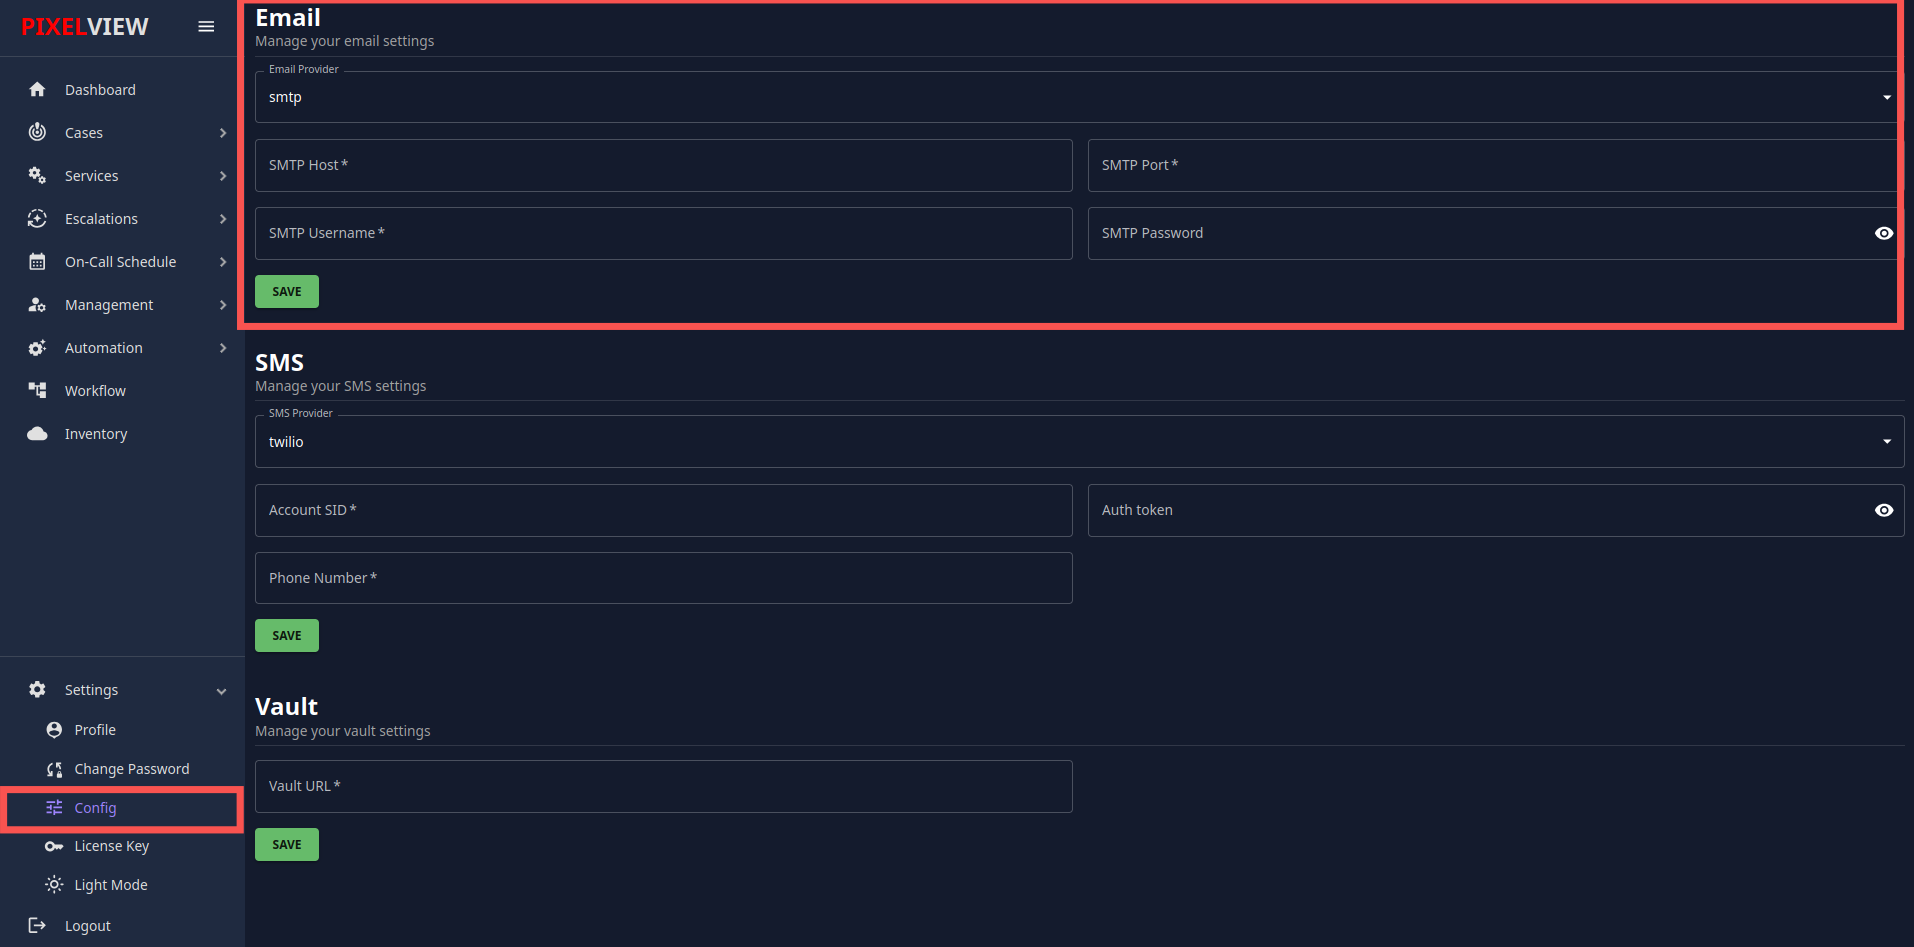 PIXELVIEW
Dashboard
Cases
Services
Escalations
On-Call Schedule
Management
Automation
Workflow
Inventory
Settings
Profile
Change Password
Config
License Key
Light Mode
Logout
Email
Manage your email settings
Email Provider
smtp
SMTP Host *
SMTP Port *
SMTP Username *
SMTP Password
SAVE
SMS
Manage your SMS settings
SMS Provider
twilio
Account SID *
Auth token
Phone Number *
SAVE
Vault
Manage your vault settings
Vault URL *
SAVE